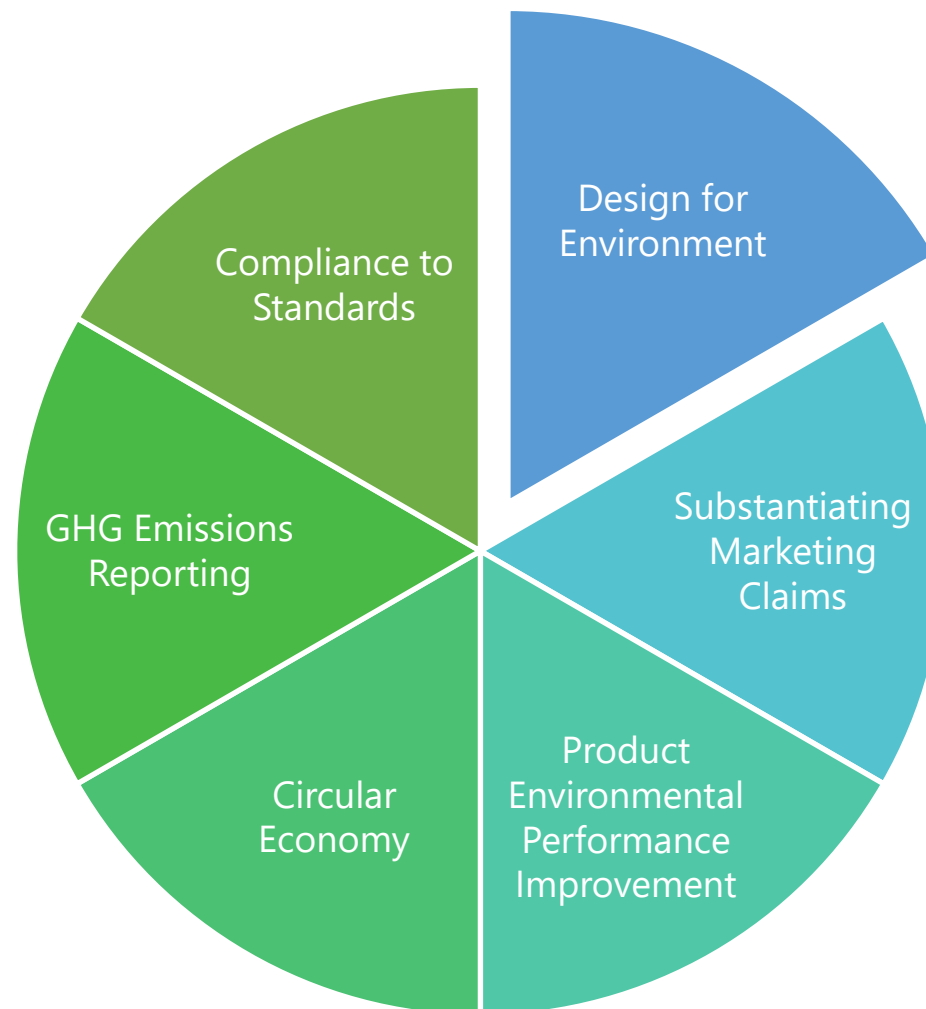 Design for
Environment
Substantiating
Marketing
Claims
Product
Environmental
Performance
Improvement
Circular
Economy
GHG Emissions
Reporting
Compliance to
Standards